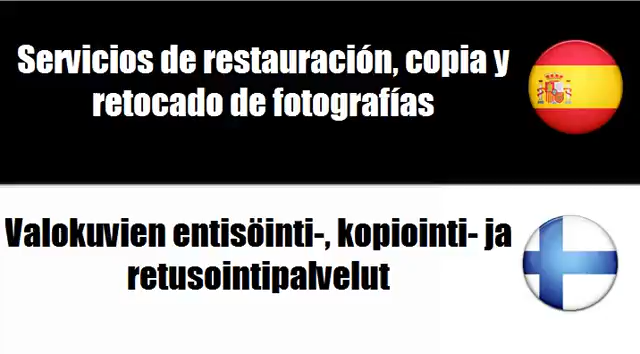 Servicios de restauración, copia y
retocado de fotografías
Valokuvien entisöinti-, kopiointi- ja
retusointipalvelut